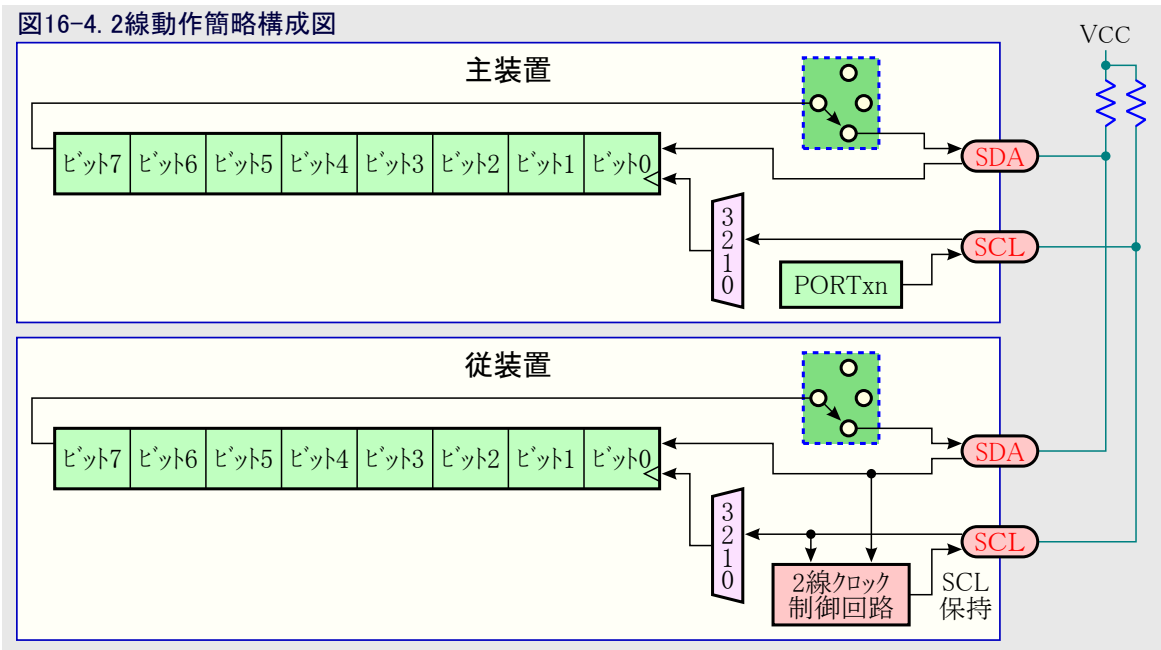 図16-4. 2線動作簡略構成図
VCC
主装置
ﾋﾞｯﾄ7 ﾋﾞｯﾄ6 ﾋﾞｯﾄ5 ﾋﾞｯﾄ4 ﾋﾞｯﾄ3 ﾋﾞｯﾄ2 ﾋﾞｯﾄ1 ﾋﾞｯﾄ0
SDA
3
2
1
0
SCL
PORTxn
従装置
ﾋﾞｯﾄ7 ﾋﾞｯﾄ6 ﾋﾞｯﾄ5 ﾋﾞｯﾄ4 ﾋﾞｯﾄ3 ﾋﾞｯﾄ2 ﾋﾞｯﾄ1 ﾋﾞｯﾄ0
SDA
3
2
1
0
SCL
2線ｸﾛｯｸ
制御回路
SCL
保持